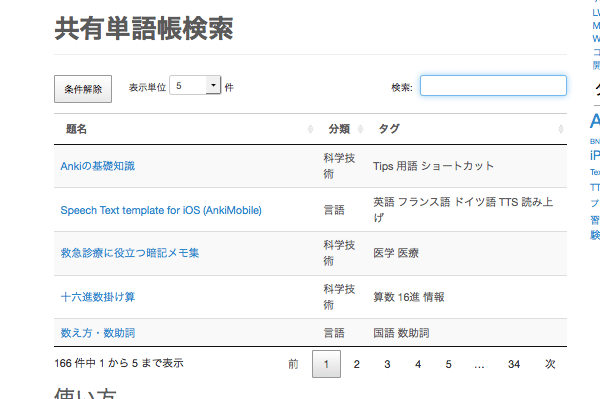 共有単語帳検索
条件解除 表示単位 5 件 検索:
題名 分類 タグ
Ankiの基礎知識 科学技術 Tips 用語 ショートカット
Speech Text template for iOS (AnkiMobile) 言語 英語 フランス語 ドイツ語 TTS 読み上げ
救急診療に役立つ暗記メモ集 科学技術 医学 医療
十六進数掛け算 科学技術 算数 16進 情報
数え方・数助詞 言語 国語 数助詞
166 件中 1 から 5 まで表示 前 1 2 3 4 5 … 34 次
使い方